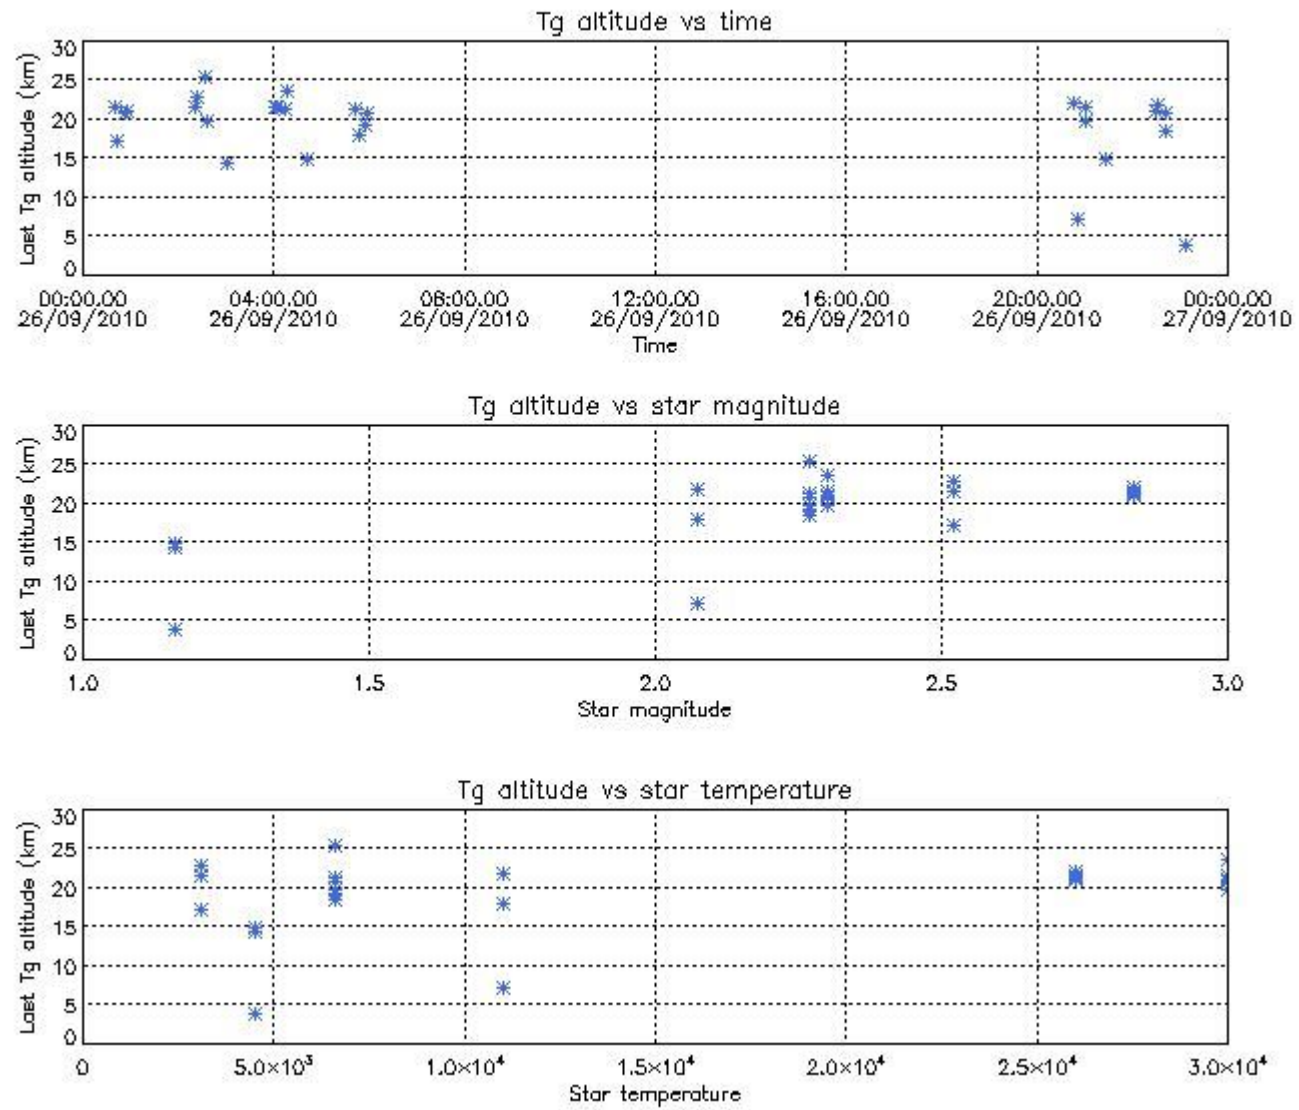 Tg altitude vs time
Last Tg altitude (km)
30
25
20
15
10
5
0
00:00.00 04:00.00 08:00.00 12:00.00 16:00.00 20:00.00 00:00.00
26/09/2010 26/09/2010 26/09/2010 26/09/2010 26/09/2010 26/09/2010 27/09/2010
Time
Tg altitude vs star magnitude
Last Tg altitude (km)
30
25
20
15
10
5
0
1.0 1.5 2.0 2.5 3.0
Star magnitude
Tg altitude vs star temperature
Last Tg altitude (km)
30
25
20
15
10
5
0
0 5.0×10³ 1.0×10⁴ 1.5×10⁴ 2.0×10⁴ 2.5×10⁴ 3.0×10⁴
Star temperature